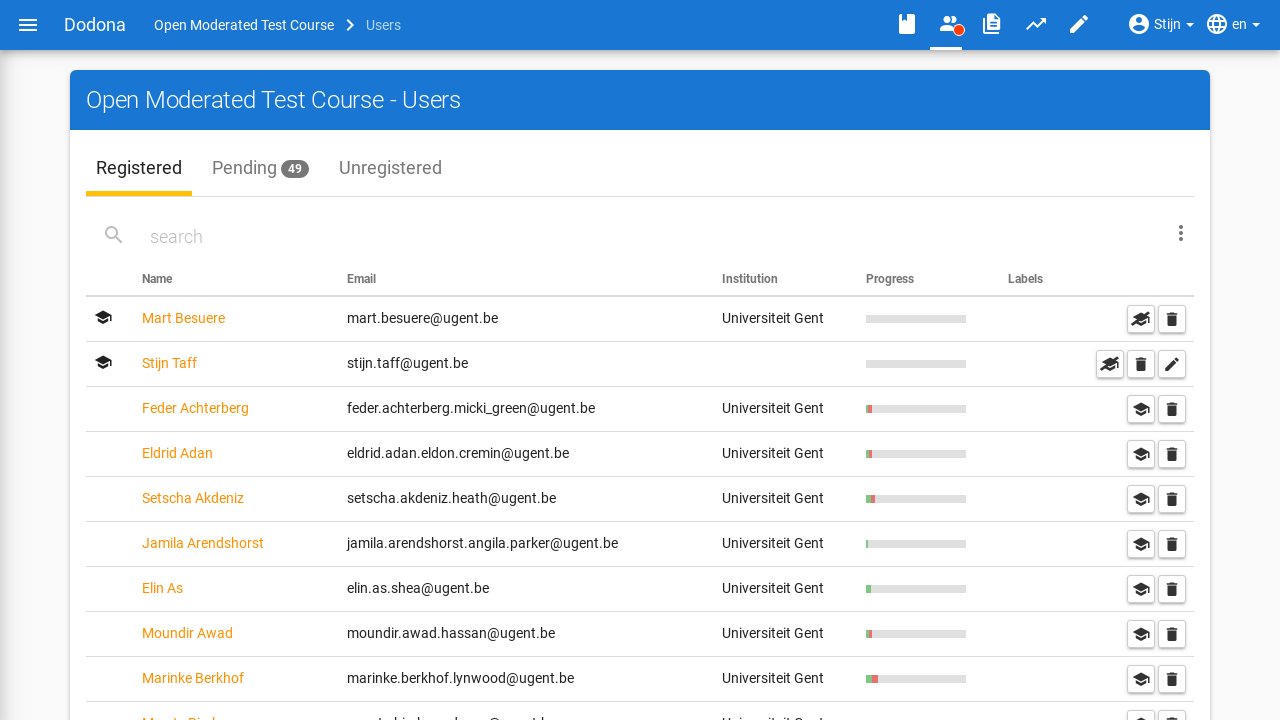 Dodona Open Moderated Test Course Users Stijn en
Open Moderated Test Course - Users
Registered Pending 49 Unregistered
search
Name Email Institution Progress Labels
Mart Besuere mart.besuere@ugent.be Universiteit Gent
Stijn Taff stijn.taff@ugent.be
Feder Achterberg feder.achterberg.micki_green@ugent.be Universiteit Gent
Eldrid Adan eldrid.adan.eldon.cremin@ugent.be Universiteit Gent
Setscha Akdeniz setscha.akdeniz.heath@ugent.be Universiteit Gent
Jamila Arendshorst jamila.arendshorst.angila.parker@ugent.be Universiteit Gent
Elin As elin.as.shea@ugent.be Universiteit Gent
Moundir Awad moundir.awad.hassan@ugent.be Universiteit Gent
Marinke Berkhof marinke.berkhof.lynwood@ugent.be Universiteit Gent